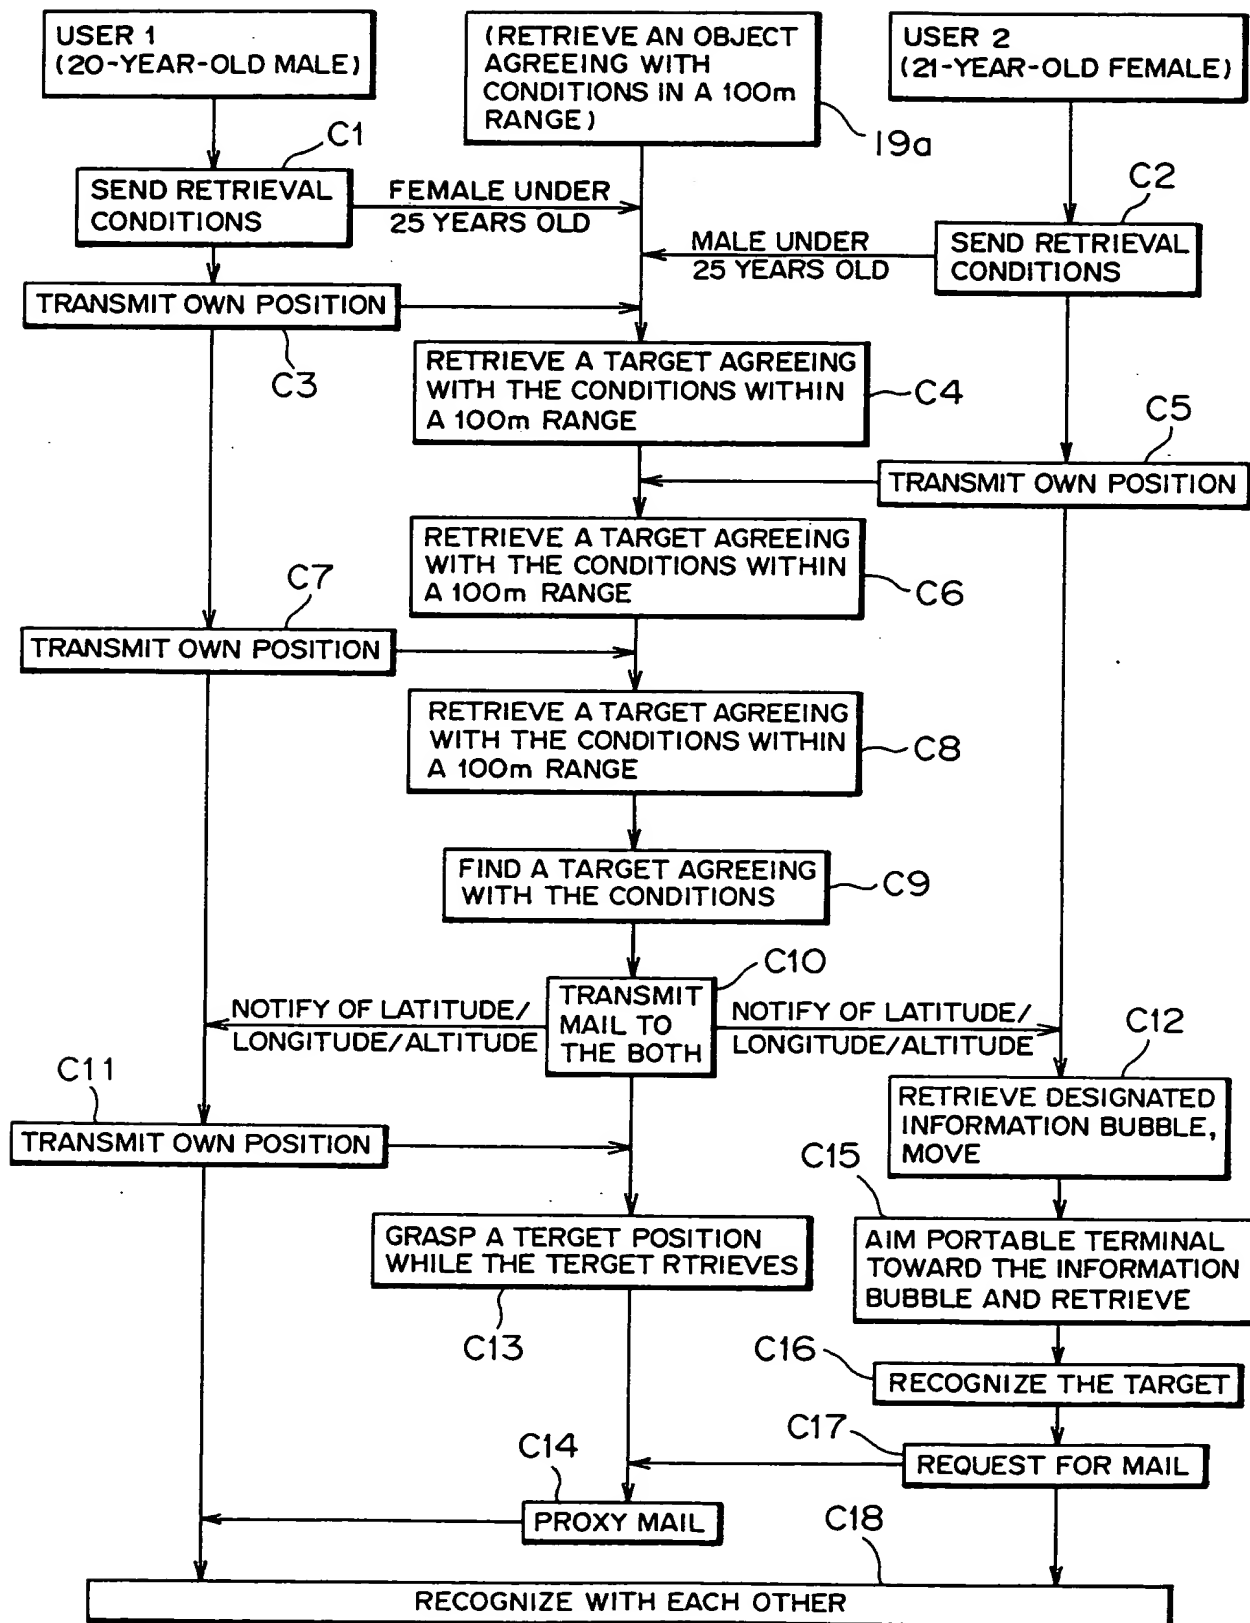 USER 1
(20-YEAR-OLD MALE)
(RETRIEVE AN OBJECT
AGREEING WITH
CONDITIONS IN A 100m
RANGE)
19a
USER 2
(21-YEAR-OLD FEMALE)
C1
SEND RETRIEVAL
CONDITIONS
FEMALE UNDER
25 YEARS OLD
C2
SEND RETRIEVAL
CONDITIONS
MALE UNDER
25 YEARS OLD
TRANSMIT OWN POSITION
C3
RETRIEVE A TARGET AGREEING
WITH THE CONDITIONS WITHIN
A 100m RANGE
C4
C5
TRANSMIT OWN POSITION
RETRIEVE A TARGET AGREEING
WITH THE CONDITIONS WITHIN
A 100m RANGE
C6
C7
TRANSMIT OWN POSITION
RETRIEVE A TARGET AGREEING
WITH THE CONDITIONS WITHIN
A 100m RANGE
C8
FIND A TARGET AGREEING
WITH THE CONDITIONS
C9
C10
TRANSMIT
MAIL TO
THE BOTH
NOTIFY OF LATITUDE/
LONGITUDE/ALTITUDE
NOTIFY OF LATITUDE/
LONGITUDE/ALTITUDE
C11
TRANSMIT OWN POSITION
C12
RETRIEVE DESIGNATED
INFORMATION BUBBLE,
MOVE
GRASP A TERGET POSITION
WHILE THE TERGET RTRIEVES
C13
C15
AIM PORTABLE TERMINAL
TOWARD THE INFORMATION
BUBBLE AND RETRIEVE
C16
RECOGNIZE THE TARGET
C17
REQUEST FOR MAIL
C14
PROXY MAIL
C18
RECOGNIZE WITH EACH OTHER